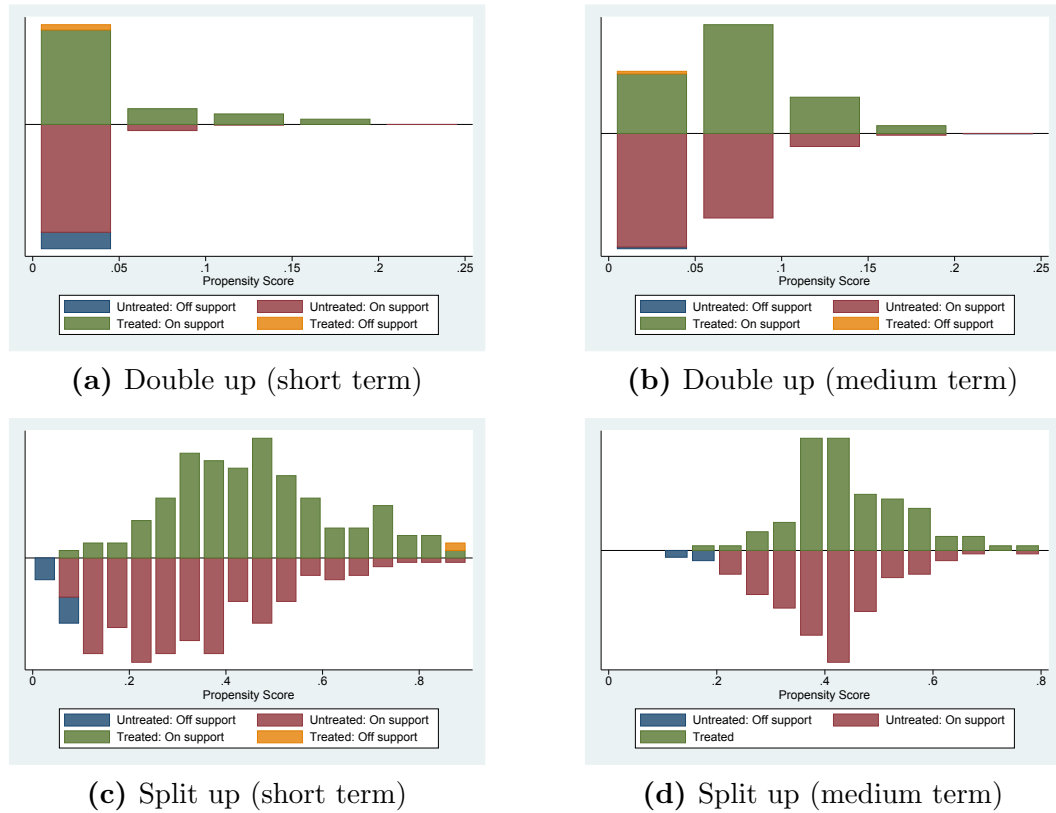 0 .05 .1 .15 .2 .25
Propensity Score
Untreated: Off support Untreated: On support
Treated: On support Treated: Off support
(a) Double up (short term)
0 .05 .1 .15 .2 .25
Propensity Score
Untreated: Off support Untreated: On support
Treated: On support Treated: Off support
(b) Double up (medium term)
0 .2 .4 .6 .8
Propensity Score
Untreated: Off support Untreated: On support
Treated: On support Treated: Off support
(c) Split up (short term)
0 .2 .4 .6 .8
Propensity Score
Untreated: Off support Untreated: On support
Treated
(d) Split up (medium term)